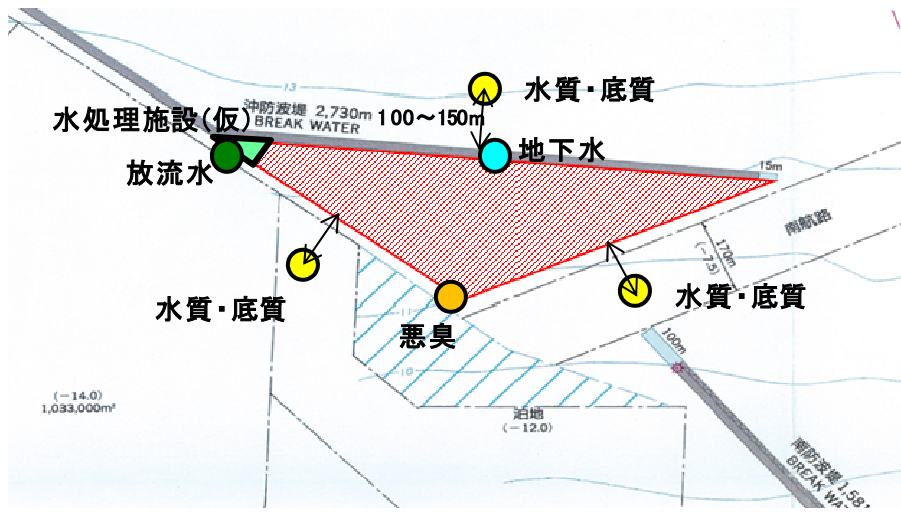 13
水質・底質
沖防波堤 2,730m
BREAK WATER
100～150m
水処理施設(仮)
地下水
放流水
15m
南航路
170m
(-7.5)
水質・底質
水質・底質
11
悪臭
100m
10
(-14.0)
1,033,000m²
泊地
(-12.0)
南防波堤 1,581
BREAK WA